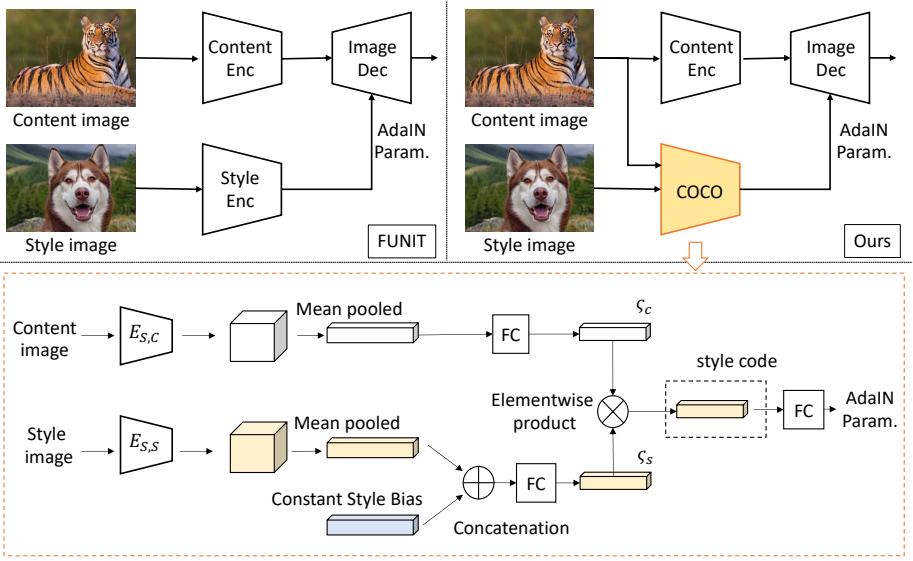 Content
Enc
Image
Dec
Content image
AdaIN
Param.
Style
Enc
Style image
FUNIT
Content
Enc
Image
Dec
Content image
AdaIN
Param.
COCO
Style image
Ours
Content
image
E_{S,C}
Mean pooled
FC
ς_c
Elementwise
product
style code
FC
AdaIN
Param.
Style
image
E_{S,S}
Mean pooled
Constant Style Bias
Concatenation
FC
ς_s